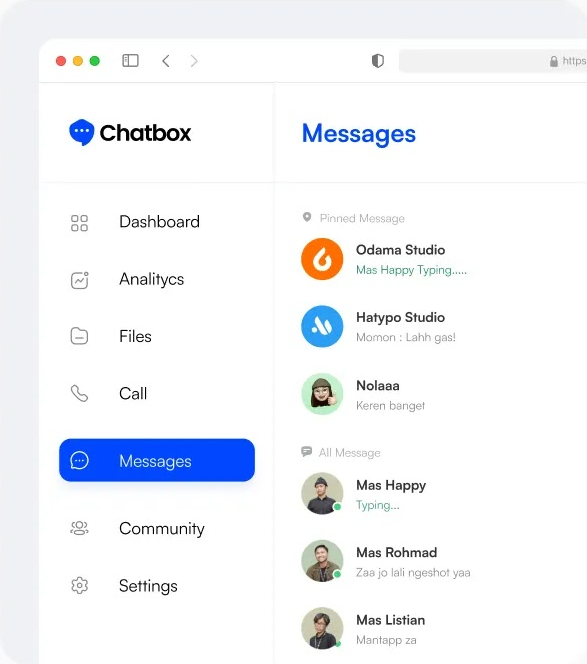 https
Chatbox
Messages
Dashboard
Analitycs
Files
Call
Messages
Community
Settings
Pinned Message
Odama Studio
Mas Happy Typing.....
Hatypo Studio
Momon : Lahh gas!
Nolaaa
Keren banget
All Message
Mas Happy
Typing...
Mas Rohmad
Zaa jo lali ngeshot yaa
Mas Listian
Mantapp za